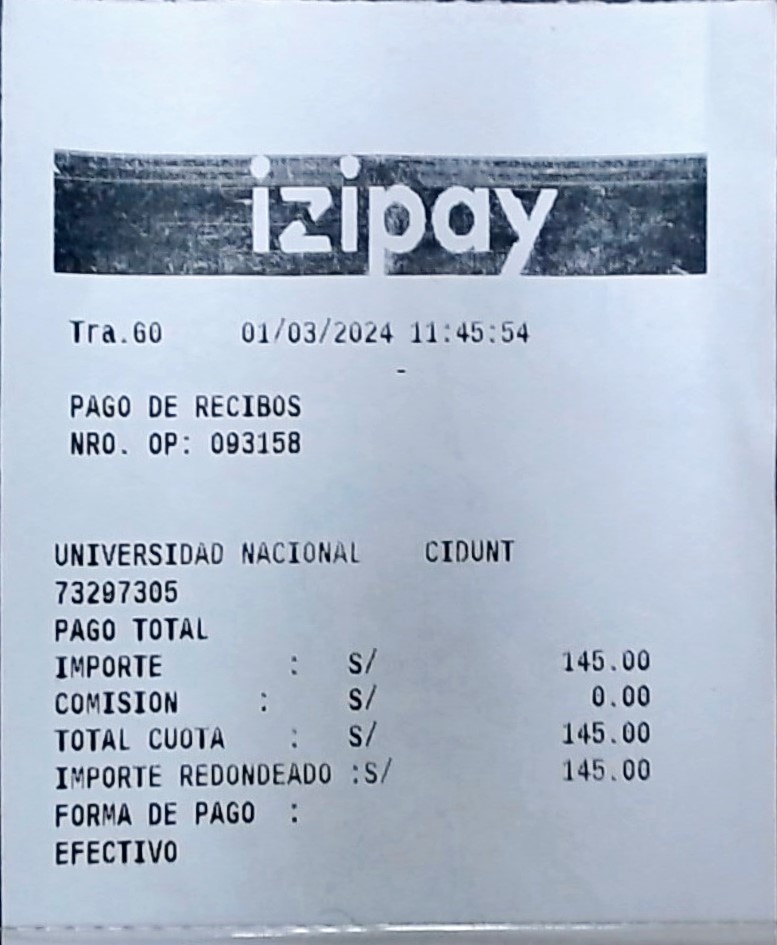 izipay
Tra.60 01/03/2024 11:45:54
-
PAGO DE RECIBOS
NRO. OP: 093158
UNIVERSIDAD NACIONAL CIDUNT
73297305
PAGO TOTAL
IMPORTE : S/ 145.00
COMISION : S/ 0.00
TOTAL CUOTA : S/ 145.00
IMPORTE REDONDEADO :S/ 145.00
FORMA DE PAGO :
EFECTIVO